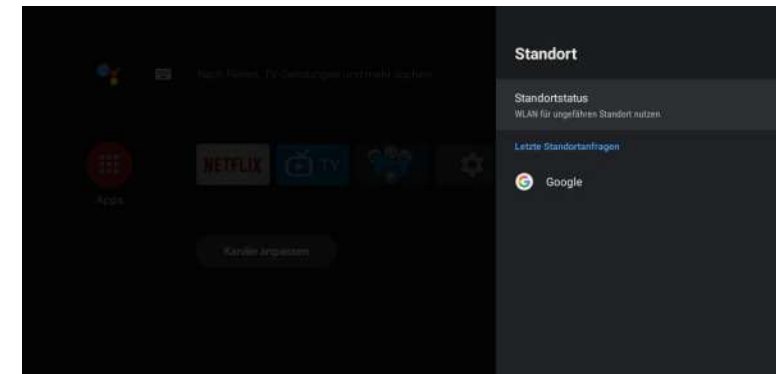 Nach Filmen, TV-Sendungen und mehr suchen
NETFLIX
TV
Apps
Kanäle anpassen
Standort
Standortstatus
WLAN für ungefähren Standort nutzen
Letzte Standortanfragen
Google